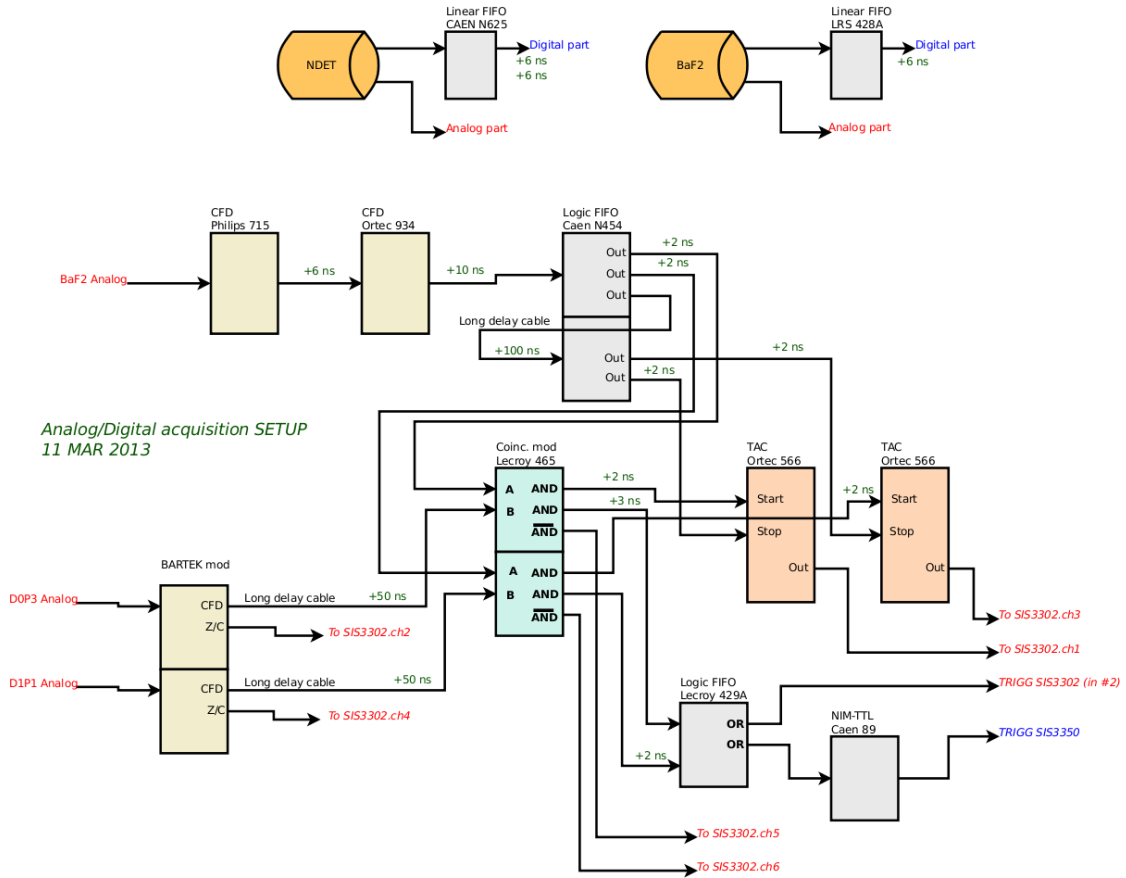 Linear FIFO
CAEN N625
Linear FIFO
LRS 428A
NDET
Digital part
+6 ns
+6 ns
Analog part
BaF2
Digital part
+6 ns
Analog part
CFD
Philips 715
CFD
Ortec 934
Logic FIFO
Caen N454
BaF2 Analog
+6 ns
+10 ns
Out
Out
Out
+2 ns
+2 ns
Long delay cable
+100 ns
Out
Out
+2 ns
+2 ns
Analog/Digital acquisition SETUP
11 MAR 2013
Coinc. mod
Lecroy 465
A
B
AND
AND
AND
A
B
AND
AND
AND
+2 ns
+3 ns
TAC
Ortec 566
Start
Stop
Out
+2 ns
TAC
Ortec 566
Start
Stop
Out
BARTEK mod
D0P3 Analog
CFD
Z/C
Long delay cable
+50 ns
To SIS3302.ch2
D1P1 Analog
CFD
Z/C
Long delay cable
+50 ns
To SIS3302.ch4
To SIS3302.ch3
To SIS3302.ch1
Logic FIFO
Lecroy 429A
OR
OR
+2 ns
TRIGG SIS3302 (in #2)
NIM-TTL
Caen 89
TRIGG SIS3350
To SIS3302.ch5
To SIS3302.ch6